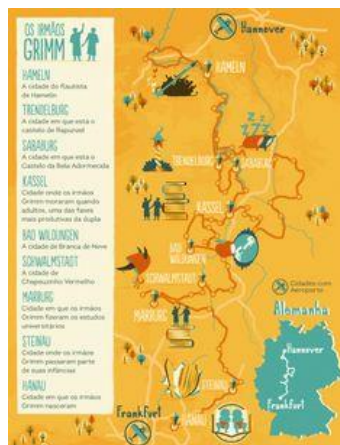 OS IRMÃOS
GRIMM
HAMELN
A cidade do flautista
de Hamelin
TRENDELBURG
A cidade em que esta o
castelo de Rapunzel
SABABURG
A cidade em que esta o
Castelo da Bela Adormecida
KASSEL
Cidade onde os irmãos
Grimm moraram quando
adultos, uma das fases
mais produtivas da dupla
BAD WILDUNGEN
A cidade de Branca de Neve
SCHWALMSTADT
A cidade de
Chapeuzinho Vermelho
MARBURG
Cidade em que os irmãos
Grimm fizeram os estudos
universitários
STEINAU
Cidade onde os irmãos
Grimm passaram parte
de suas infâncias
HANAU
Cidade em que os irmãos
Grimm nasceram
Hannover
HAMELN
ZZ
ZZZ
TRENDELBURG
SABABURG
KASSEL
BAD
WILDUNGEN
SCHWALMSTADT
MARBURG
STEINAU
HANAU
Frankfurt
Cidades com
Aeroporto
Alemanha
Hannover
Frankfurt